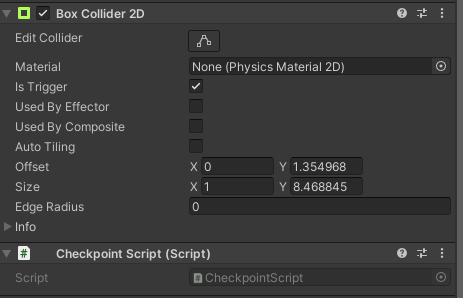 Box Collider 2D
Edit Collider
Material None (Physics Material 2D)
Is Trigger
Used By Effector
Used By Composite
Auto Tiling
Offset X 0 Y 1.354968
Size X 1 Y 8.468845
Edge Radius 0
Info
# Checkpoint Script (Script)
Script # CheckpointScript